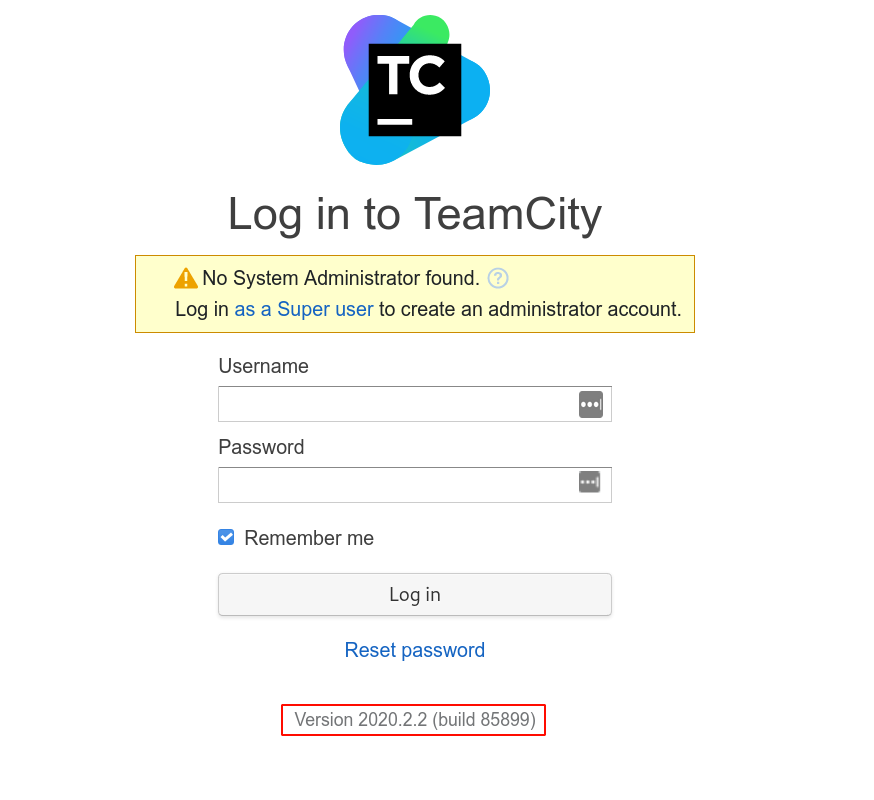 TC
Log in to TeamCity
No System Administrator found. ?
Log in as a Super user to create an administrator account.
Username
Password
Remember me
Log in
Reset password
Version 2020.2.2 (build 85899)